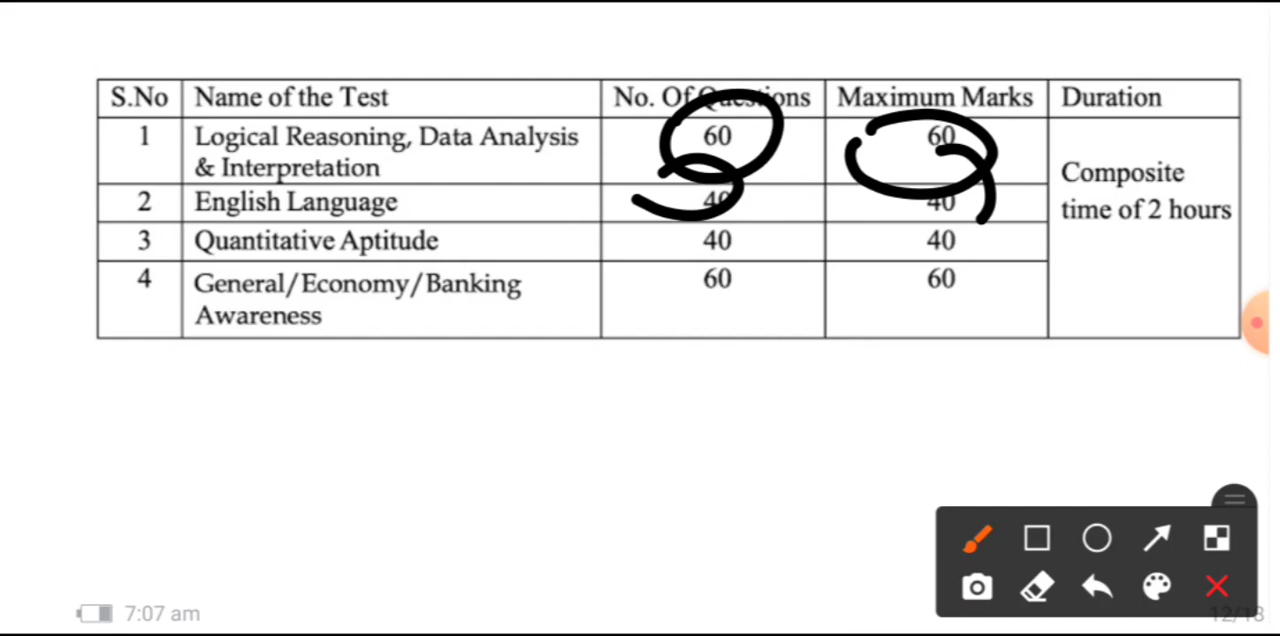 S.No Name of the Test No. Of Questions Maximum Marks Duration
1 Logical Reasoning, Data Analysis & Interpretation 60 60 Composite time of 2 hours
2 English Language 40 40
3 Quantitative Aptitude 40 40
4 General/Economy/Banking Awareness 60 60
7:07 am
12/13